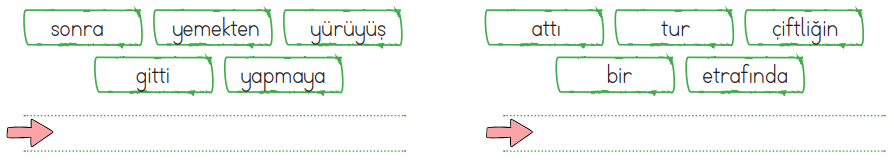 sonra yemekten yürüyüş
gitti yapmaya
attı tur çiftliğin
bir etrafında